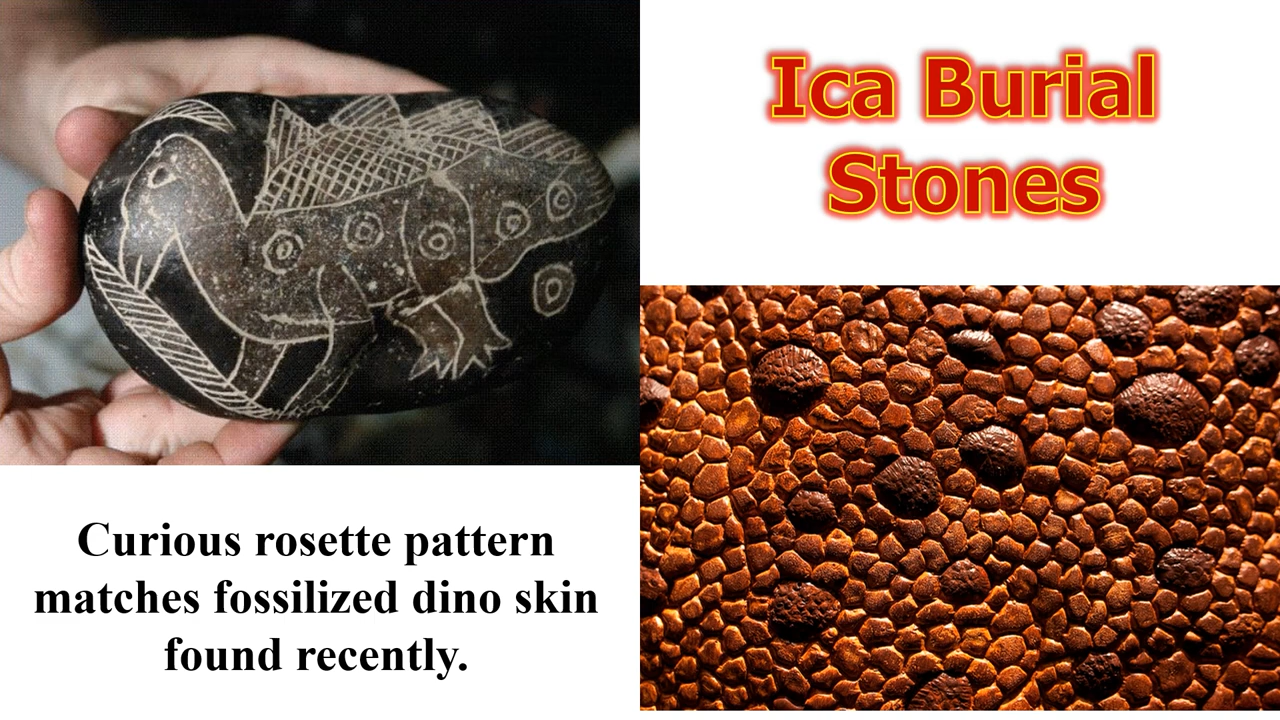 Ica Burial
Stones
Curious rosette pattern
matches fossilized dino skin
found recently.